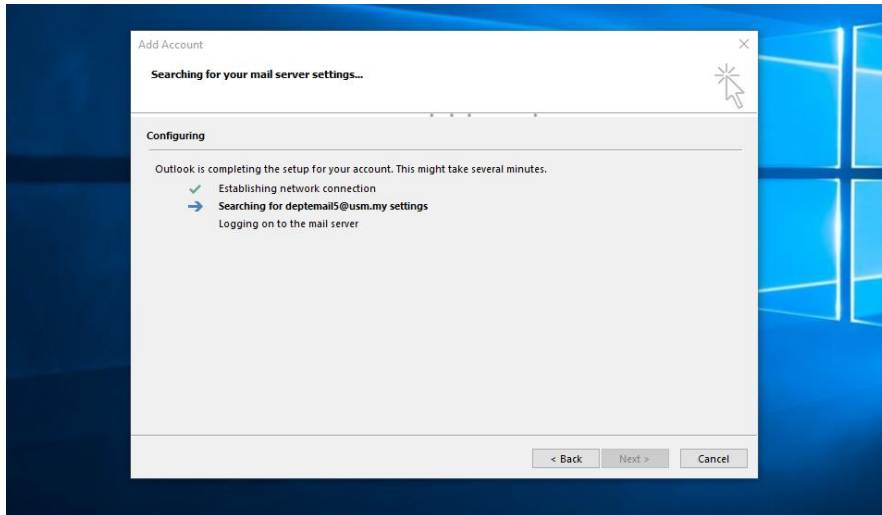 Add Account
Searching for your mail server settings...
Configuring
Outlook is completing the setup for your account. This might take several minutes.
Establishing network connection
Searching for deptemail5@usm.my settings
Logging on to the mail server
< Back Next > Cancel